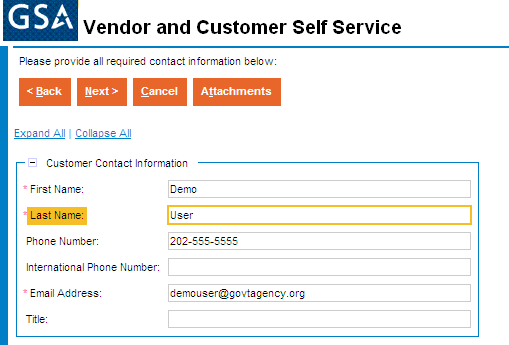 GSA
Vendor and Customer Self Service
Please provide all required contact information below:
< Back Next > Cancel Attachments
Expand All | Collapse All
Customer Contact Information
* First Name: Demo
* Last Name: User
Phone Number: 202-555-5555
International Phone Number:
* Email Address: demouser@govtagency.org
Title: